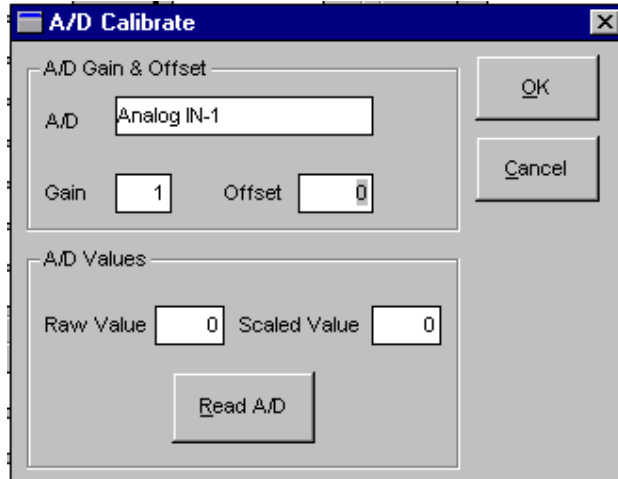 A/D Calibrate
A/D Gain & Offset
A/D Analog IN-1
Gain 1 Offset 0
OK
Cancel
A/D Values
Raw Value 0 Scaled Value 0
Read A/D